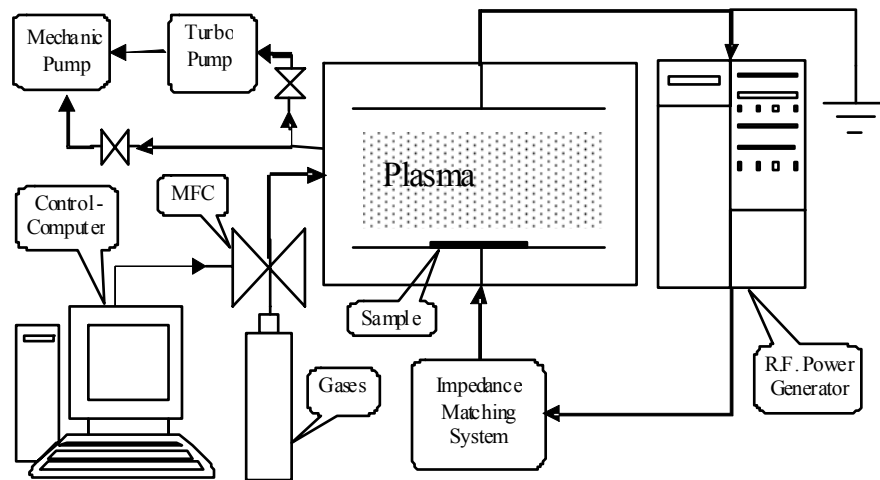 Mechanic
Pump
Turbo
Pump
Control-
Computer
MFC
Plasma
Sample
Gases
Impedance
Matching
System
R.F. Power
Generator